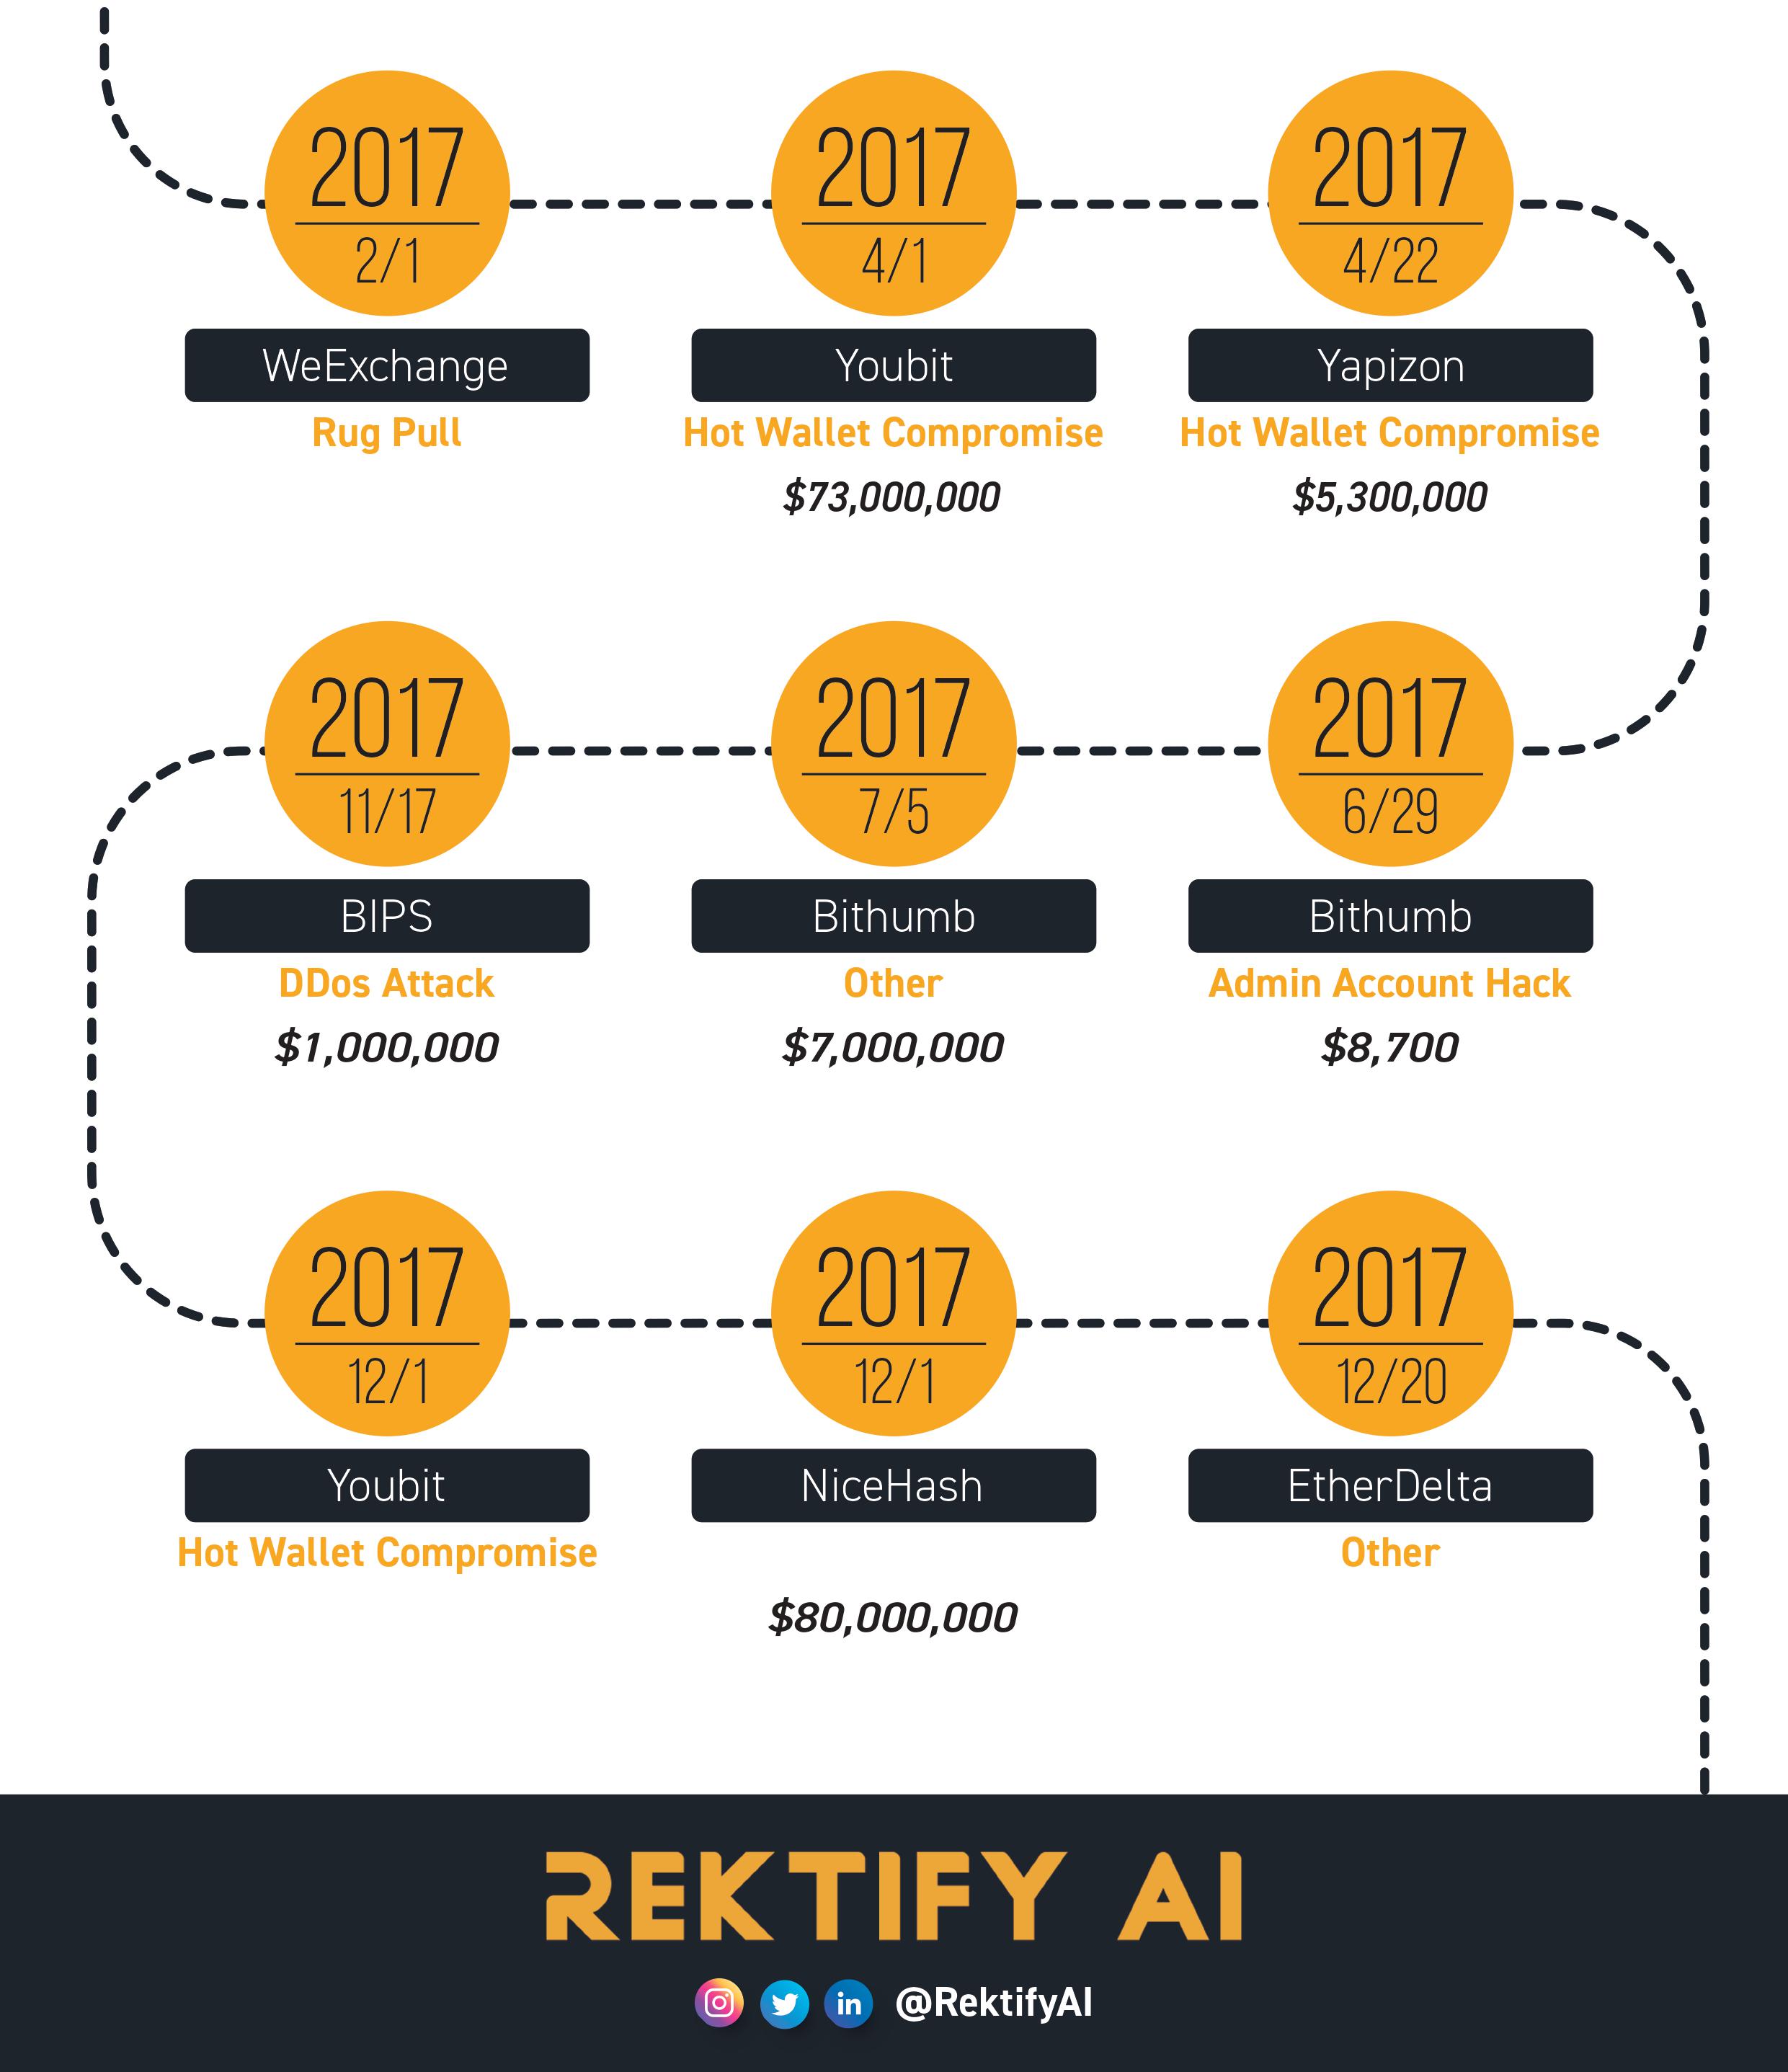 2017
2/1
WeExchange
Rug Pull
2017
4/1
Youbit
Hot Wallet Compromise
$73,000,000
2017
4/22
Yapizon
Hot Wallet Compromise
$5,300,000
2017
11/17
BIPS
DDos Attack
$1,000,000
2017
7/5
Bithumb
Other
$7,000,000
2017
6/29
Bithumb
Admin Account Hack
$8,700
2017
12/1
Youbit
Hot Wallet Compromise
2017
12/1
NiceHash
$80,000,000
2017
12/20
EtherDelta
Other
REKTIFY AI
in
@RektifyAI